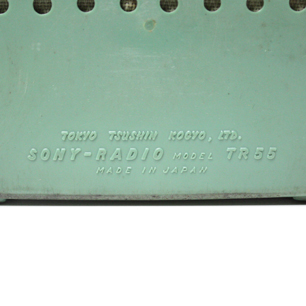 TOKYO TSUSHIN KOGYO, LTD.
SONY-RADIO MODEL TR55
MADE IN JAPAN